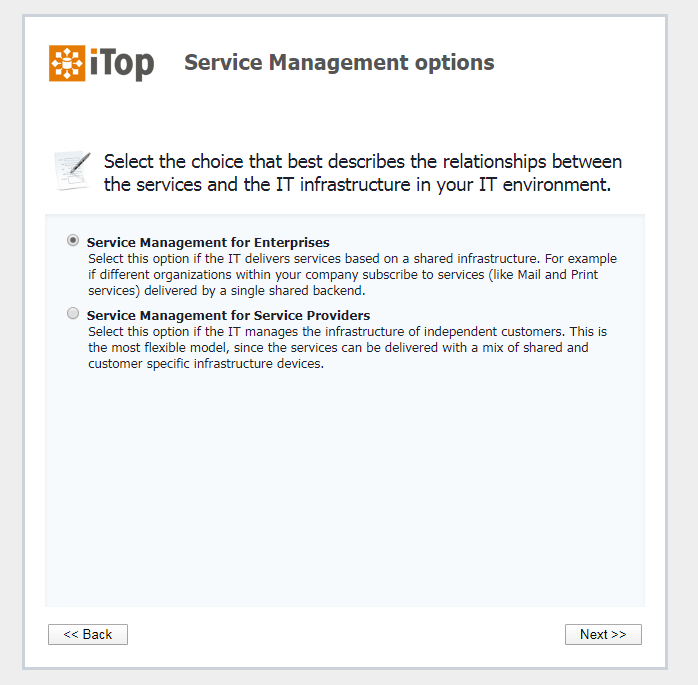 iTop Service Management options
Select the choice that best describes the relationships between
the services and the IT infrastructure in your IT environment.
Service Management for Enterprises
Select this option if the IT delivers services based on a shared infrastructure. For example
if different organizations within your company subscribe to services (like Mail and Print
services) delivered by a single shared backend.
Service Management for Service Providers
Select this option if the IT manages the infrastructure of independent customers. This is
the most flexible model, since the services can be delivered with a mix of shared and
customer specific infrastructure devices.
<< Back Next >>